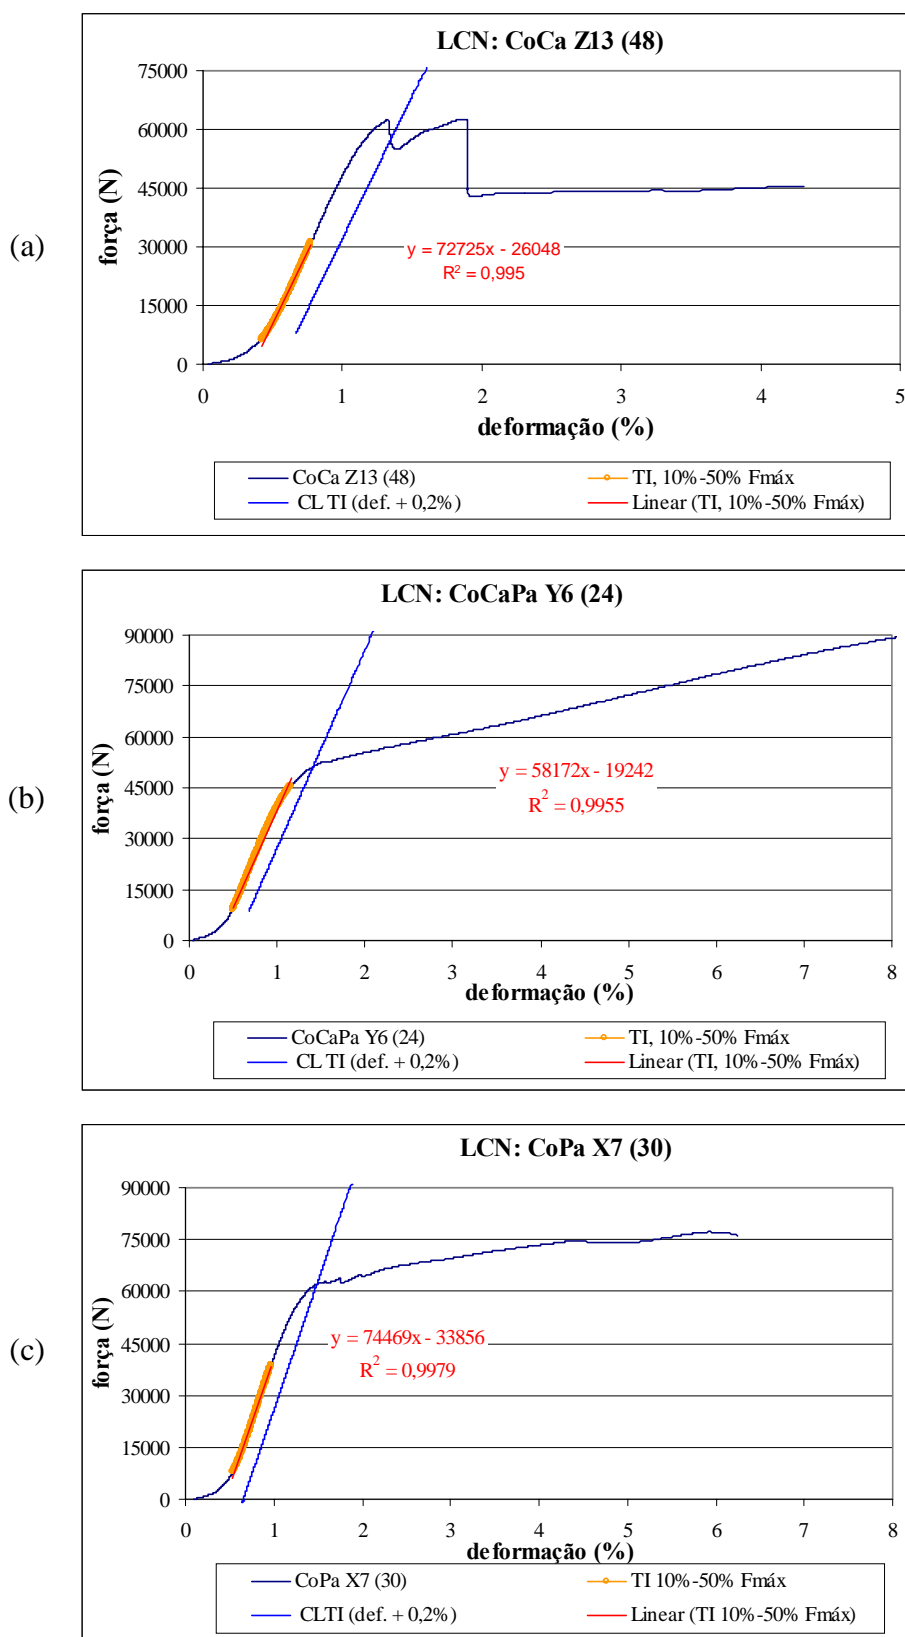 (a)
LCN: CoCa Z13 (48)
força (N)
75000
60000
45000
30000
15000
0
y = 72725x - 26048
R² = 0,995
0 1 2 3 4 5
deformação (%)
CoCa Z13 (48) TI, 10%-50% Fmáx
CL TI (def. + 0,2%) Linear (TI, 10%-50% Fmáx)
(b)
LCN: CoCaPa Y6 (24)
força (N)
90000
75000
60000
45000
30000
15000
0
y = 58172x - 19242
R² = 0,9955
0 1 2 3 4 5 6 7 8
deformação (%)
CoCaPa Y6 (24) TI, 10%-50% Fmáx
CL TI (def. + 0,2%) Linear (TI, 10%-50% Fmáx)
(c)
LCN: CoPa X7 (30)
força (N)
90000
75000
60000
45000
30000
15000
0
y = 74469x - 33856
R² = 0,9979
0 1 2 3 4 5 6 7 8
deformação (%)
CoPa X7 (30) TI 10%-50% Fmáx
CLTI (def. + 0,2%) Linear (TI 10%-50% Fmáx)